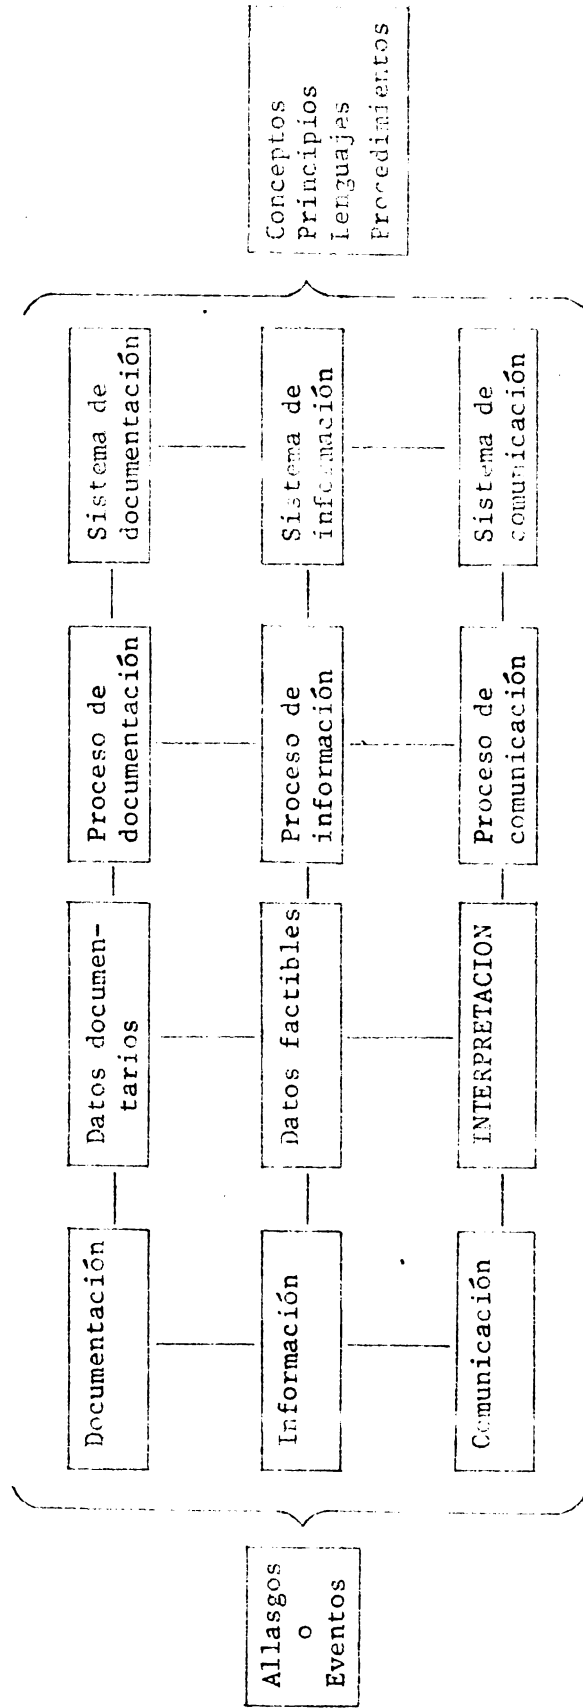 Allasgos
o
Eventos
Documentación
Datos documen-
tarios
Proceso de
documentación
Sistema de
documentación
Información
Datos factibles
Proceso de
información
Sistema de
información
Comunicación
INTERPRETACION
Proceso de
comunicación
Sistema de
comunicación
Conceptos
Principios
Lenguajes
Procedimientos